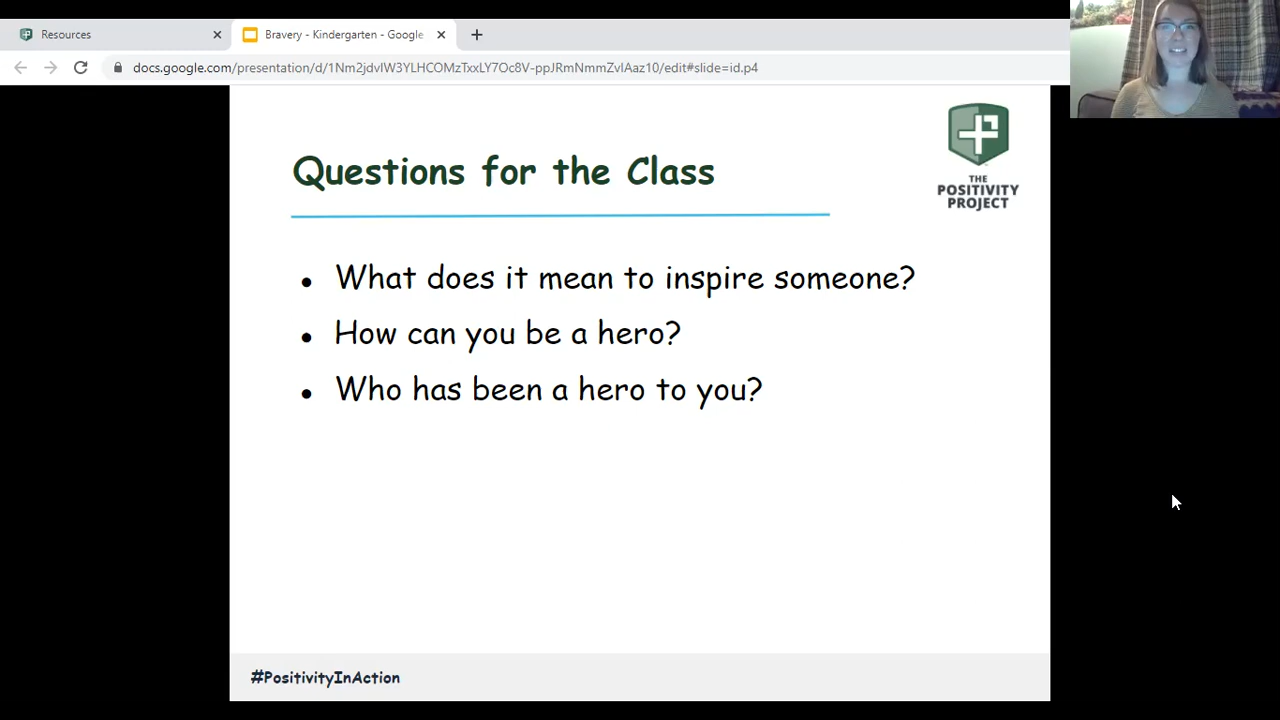 Resources
Bravery - Kindergarten - Google
docs.google.com/presentation/d/1Nm2jdvIW3YLHCOMzTxxLY7Oc8V-ppJRmNmmZvIAaz10/edit#slide=id.p4
Questions for the Class
THE
POSITIVITY
PROJECT
• What does it mean to inspire someone?
• How can you be a hero?
• Who has been a hero to you?
#PositivityInAction